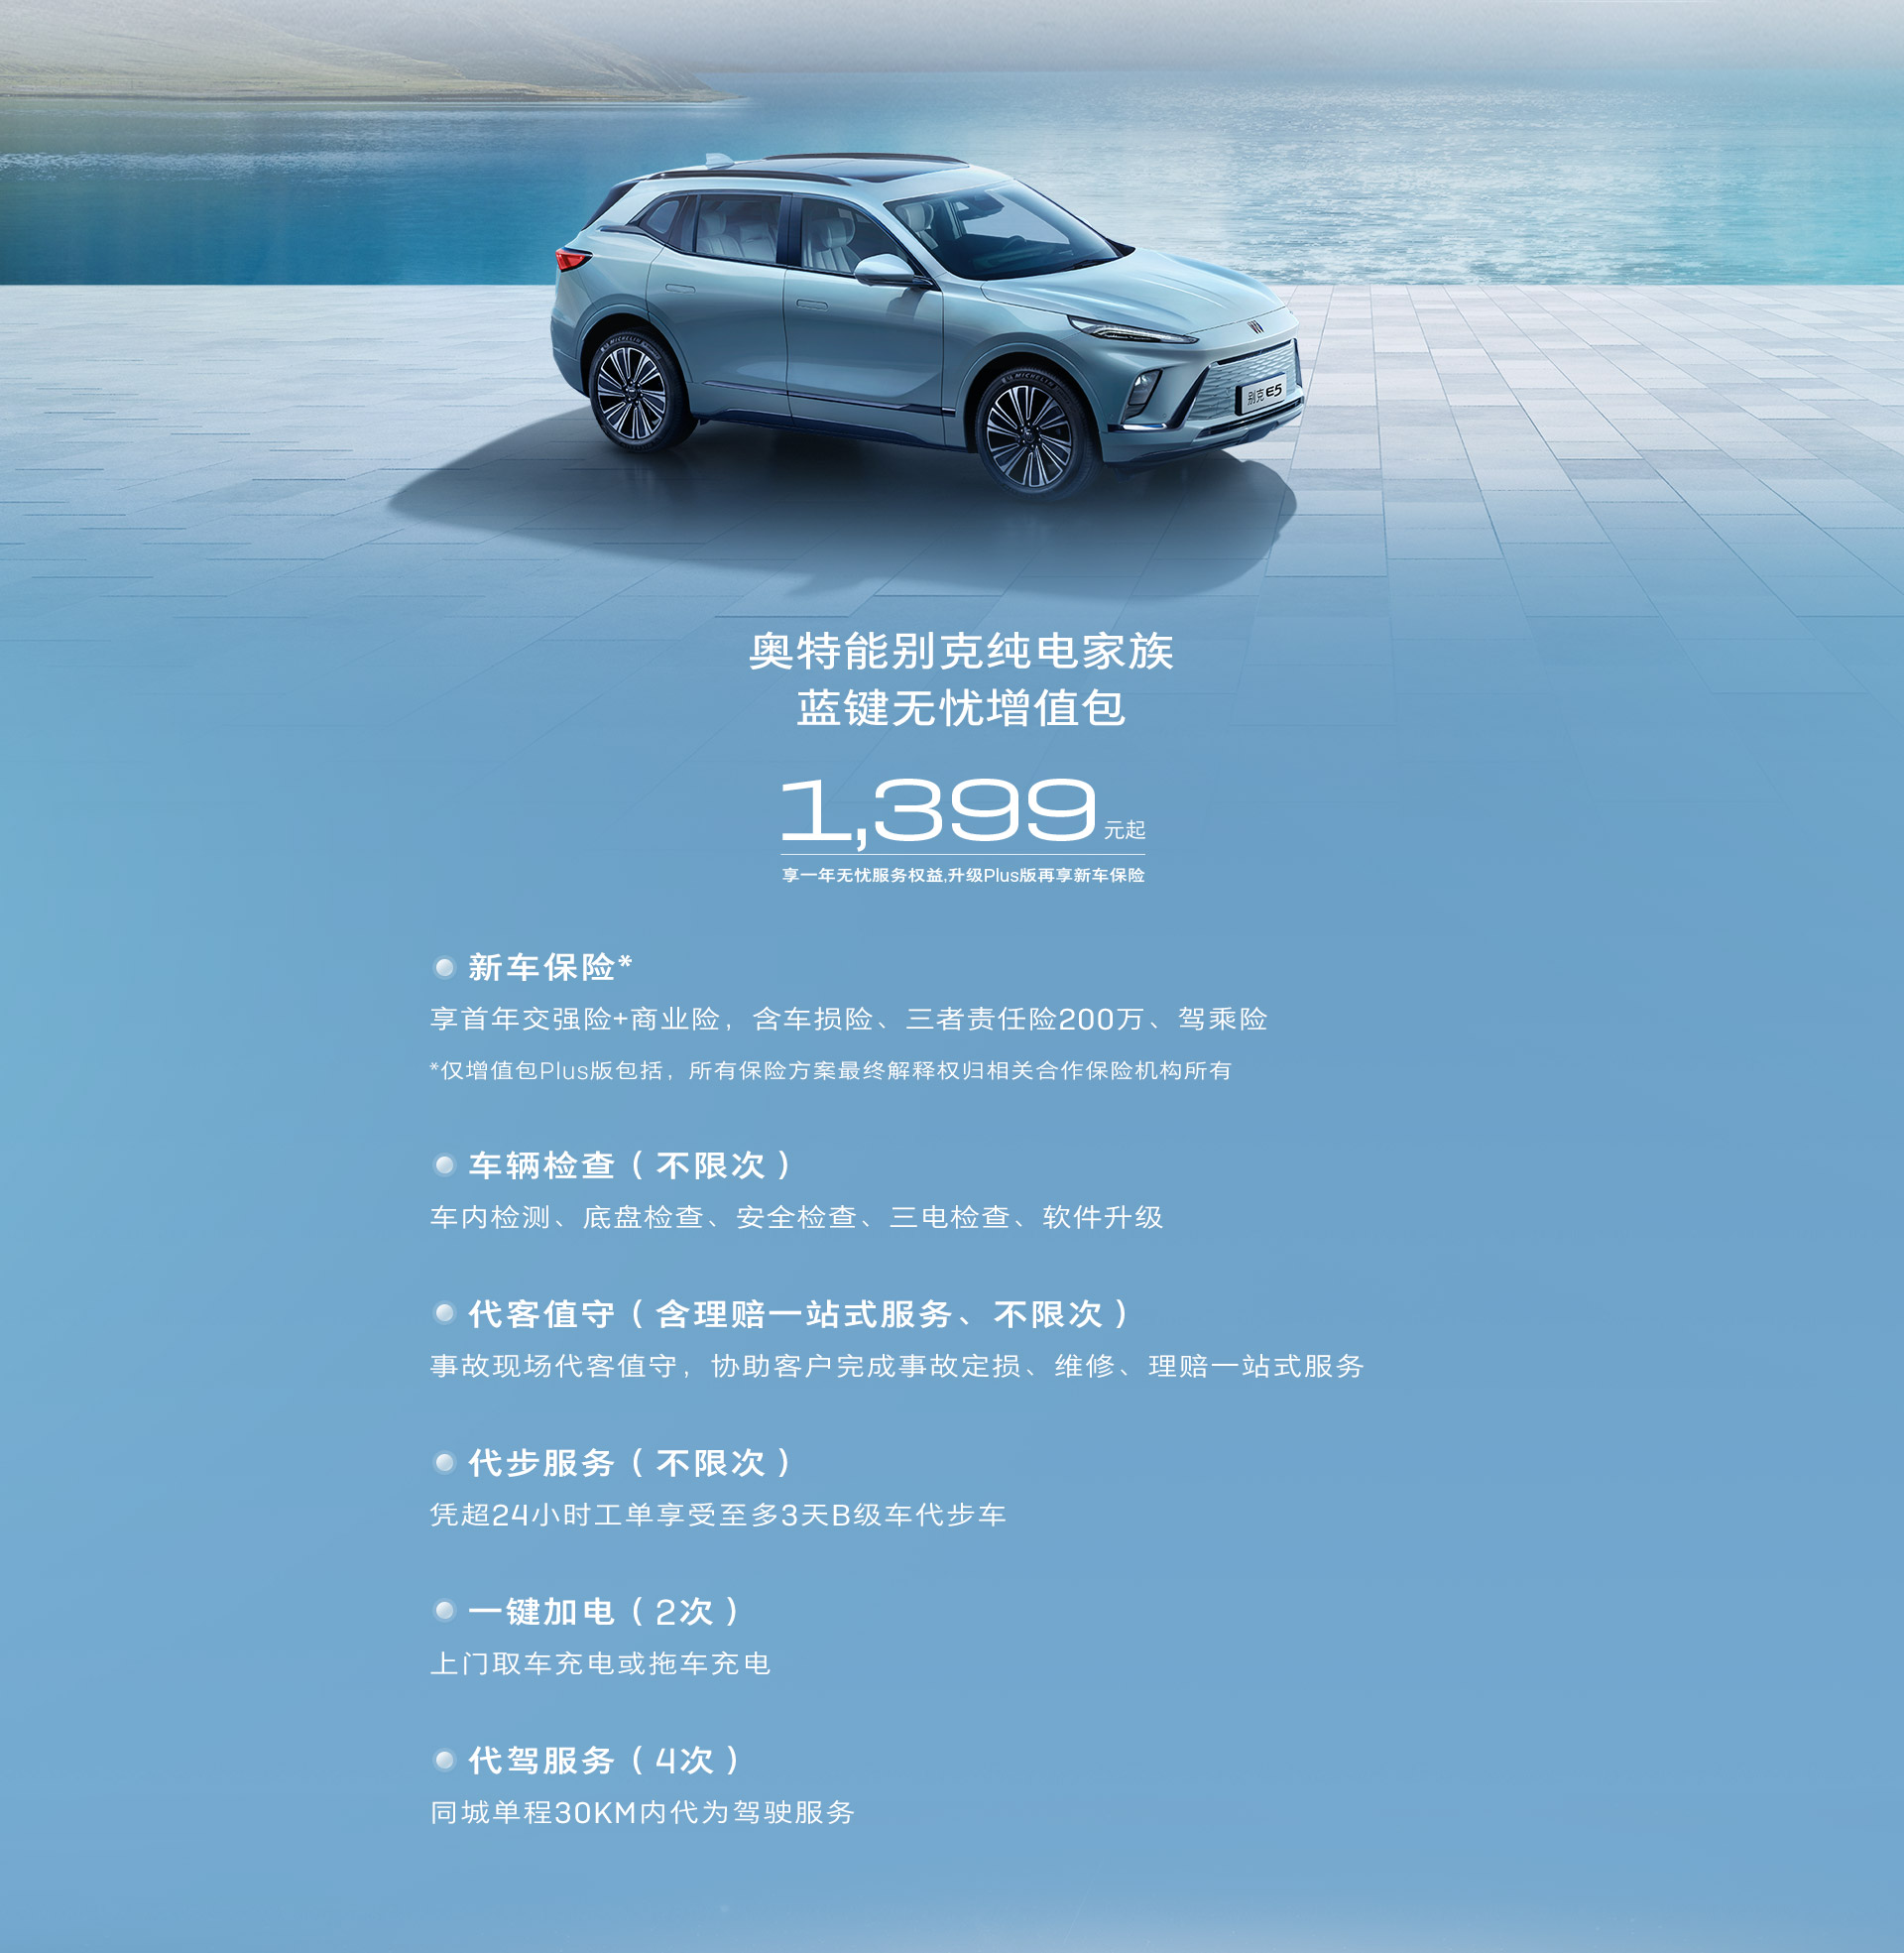 别克 E5
MICHELIN
MICHELIN
奥特能别克纯电家族
蓝键无忧增值包
1,399 元起
享一年无忧服务权益,升级Plus版再享新车保险
新车保险*
享首年交强险+商业险，含车损险、三者责任险200万、驾乘险
*仅增值包Plus版包括，所有保险方案最终解释权归相关合作保险机构所有
车辆检查（不限次）
车内检测、底盘检查、安全检查、三电检查、软件升级
代客值守（含理赔一站式服务、不限次）
事故现场代客值守，协助客户完成事故定损、维修、理赔一站式服务
代步服务（不限次）
凭超24小时工单享受至多3天B级车代步车
一键加电（2次）
上门取车充电或拖车充电
代驾服务（4次）
同城单程30KM内代为驾驶服务